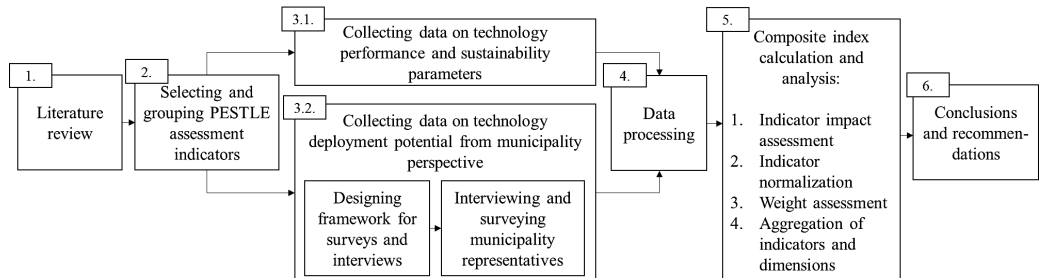 1.
Literature
review
2.
Selecting and
grouping PESTLE
assessment
indicators
3.1.
Collecting data on technology
performance and sustainability
parameters
3.2.
Collecting data on technology
deployment potential from municipality
perspective
Designing
framework for
surveys and
interviews
Interviewing and
surveying
municipality
representatives
4.
Data
processing
5.
Composite index
calculation and
analysis:
1. Indicator impact
assessment
2. Indicator
normalization
3. Weight assessment
4. Aggregation of
indicators and
dimensions
6.
Conclusions
and recommen-
dations